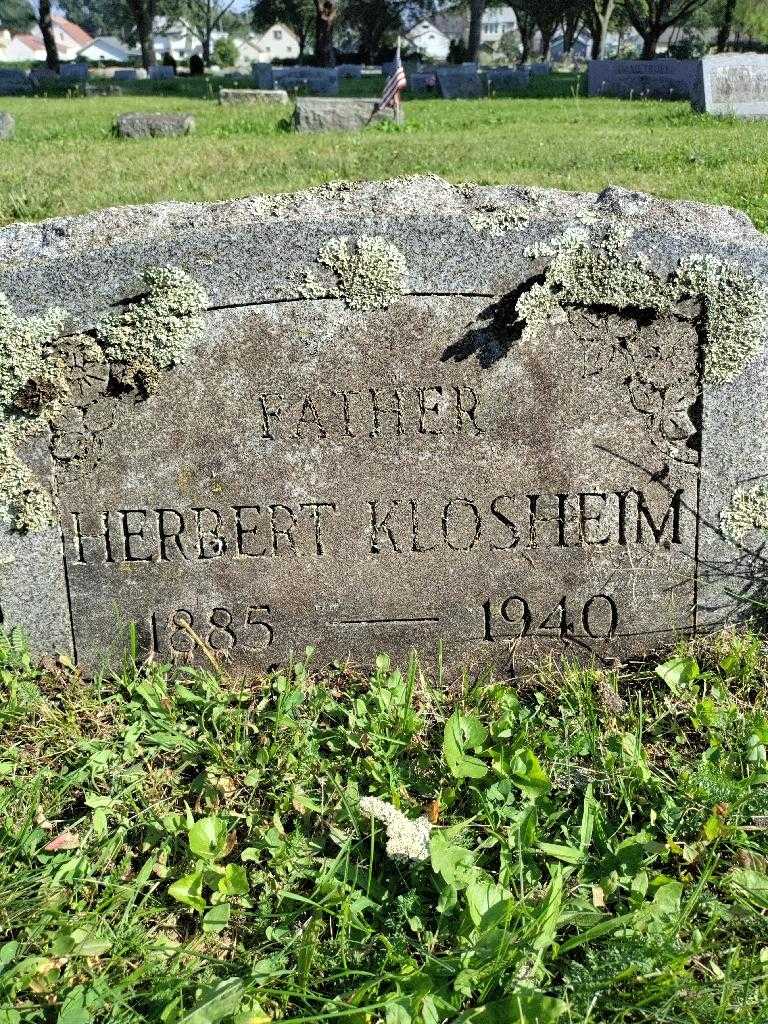 FATHER
HERBERT KLOSHEIM
1885 — 1940